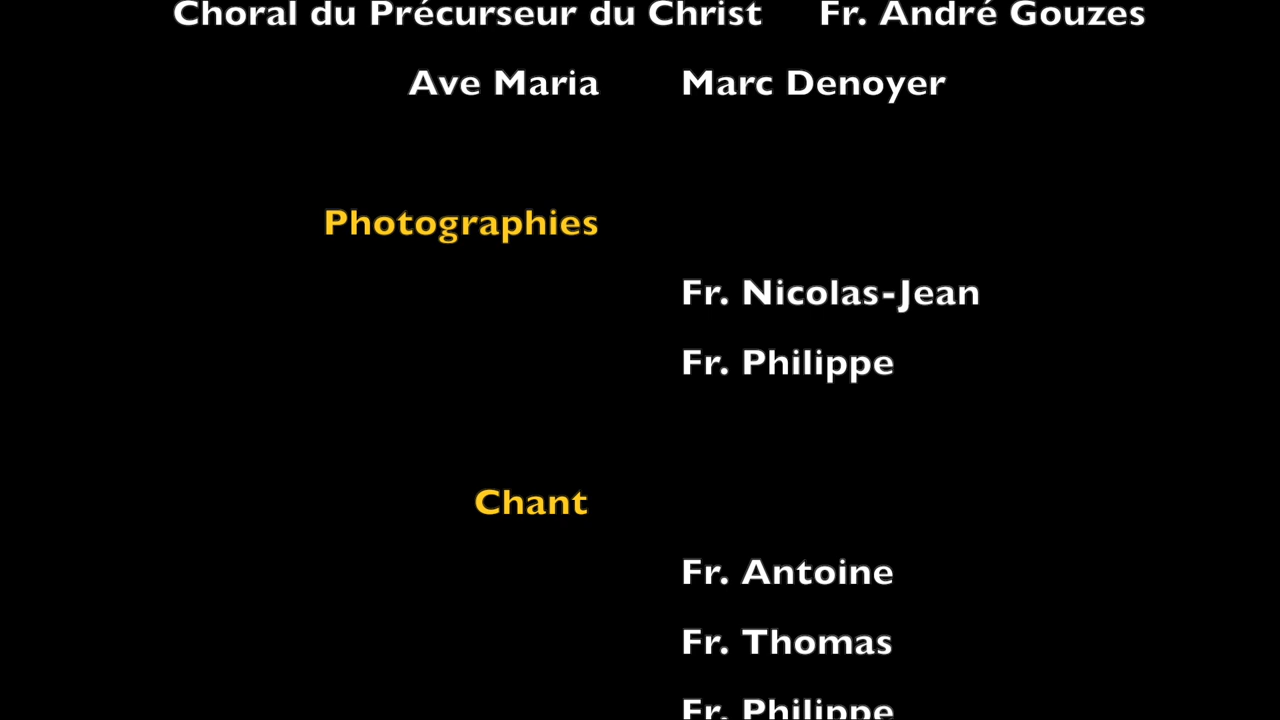 Choral du Précurseur du Christ Fr. André Gouzes
Ave Maria Marc Denoyer
Photographies
Fr. Nicolas-Jean
Fr. Philippe
Chant
Fr. Antoine
Fr. Thomas
Fr. Philippe